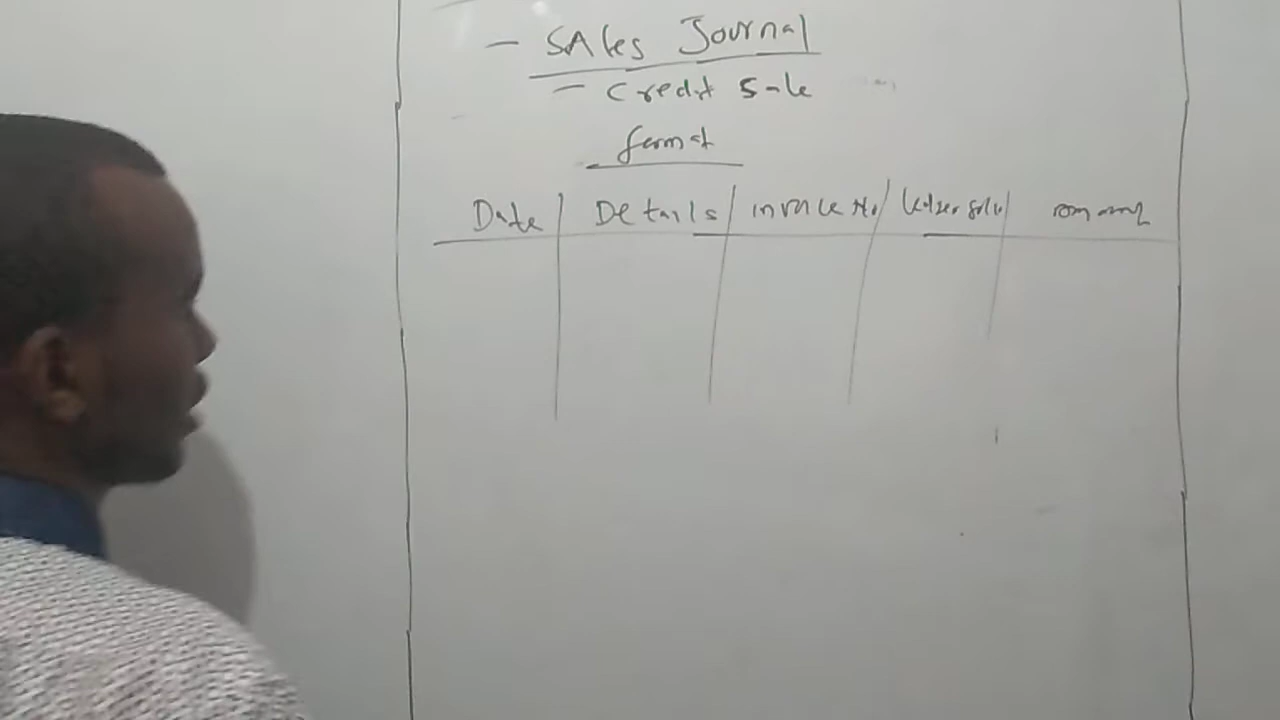 - SALes Journal
- credit sale
format
Date Details invoice No